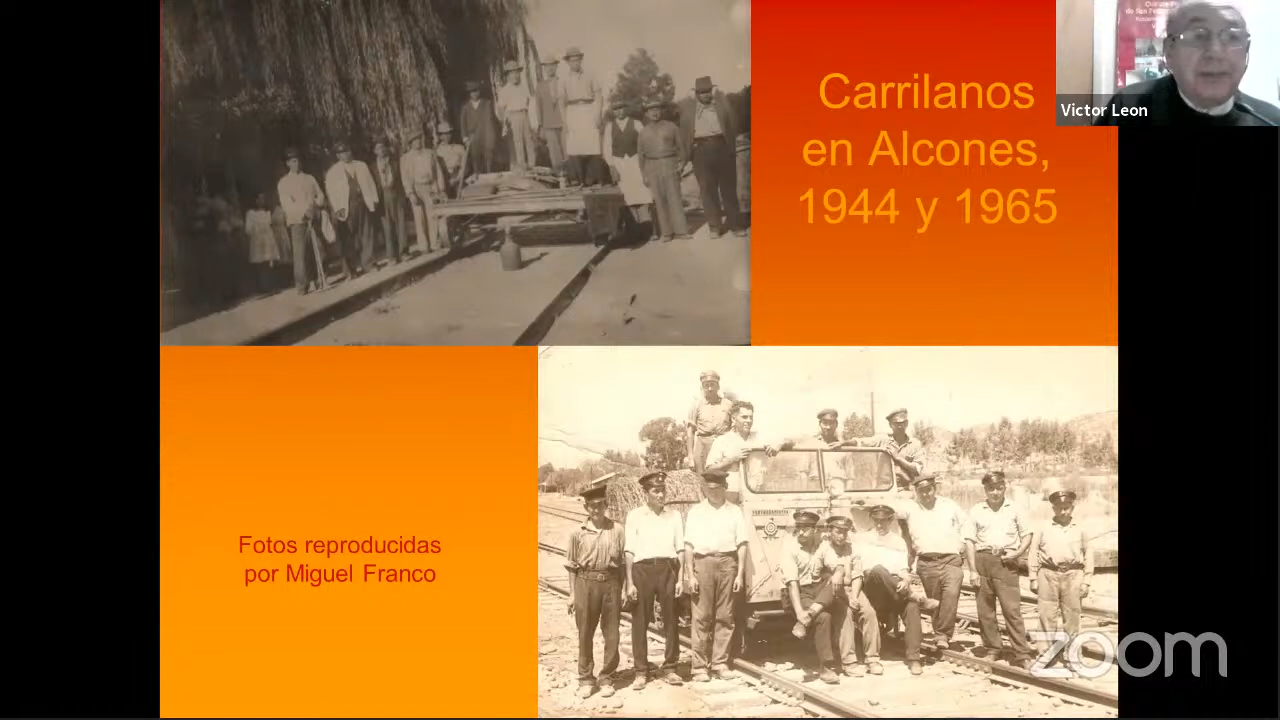 Carrilanos
en Alcones,
1944 y 1965
Victor Leon
Fotos reproducidas
por Miguel Franco
zoom